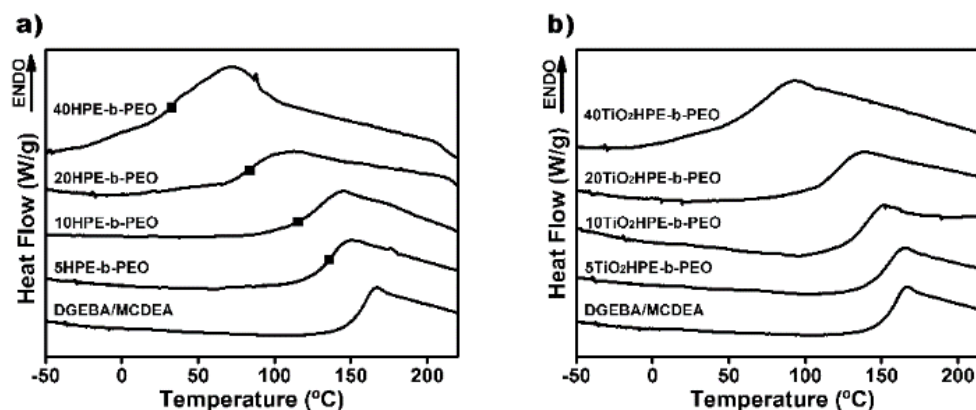 a)
ENDO
Heat Flow (W/g)
40HPE-b-PEO
20HPE-b-PEO
10HPE-b-PEO
5HPE-b-PEO
DGEBA/MCDEA
-50 0 50 100 150 200
Temperature (ºC)
b)
ENDO
Heat Flow (W/g)
40TiO₂HPE-b-PEO
20TiO₂HPE-b-PEO
10TiO₂HPE-b-PEO
5TiO₂HPE-b-PEO
DGEBA/MCDEA
-50 0 50 100 150 200
Temperature (ºC)